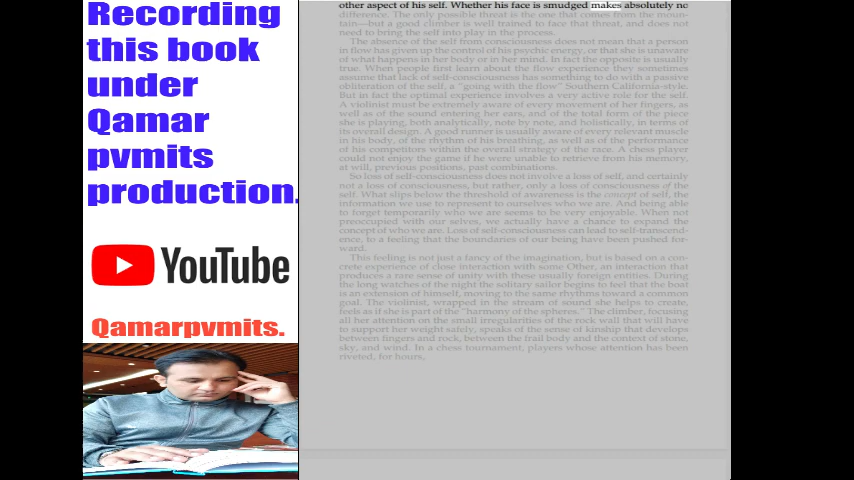 Recording
this book
under
Qamar
pvmits
production.
YouTube
Qamarpvmits.
other aspect of his self. Whether his face is smudged makes absolutely no
difference. The only possible threat is the one that comes from the moun-
tain—but a good climber is well trained to face that threat, and does not
need to bring the self into play in the process.
The absence of the self from consciousness does not mean that a person
in flow has given up the control of his psychic energy, or that she is unaware
of what happens in her body or in her mind. In fact the opposite is usually
true. When people first learn about the flow experience they sometimes
assume that lack of self-consciousness has something to do with a passive
obliteration of the self, a "going with the flow" Southern California-style.
But in fact the optimal experience involves a very active role for the self.
A violinist must be extremely aware of every movement of her fingers, as
well as of the sound entering her ears, and of the total form of the piece
she is playing, both analytically, note by note, and holistically, in terms of
its overall design. A good runner is usually aware of every relevant muscle
in his body, of the rhythm of his breathing, as well as of the performance
of his competitors within the overall strategy of the race. A chess player
could not enjoy the game if he were unable to retrieve from his memory,
at will, previous positions, past combinations.
So loss of self-consciousness does not involve a loss of self, and certainly
not a loss of consciousness, but rather, only a loss of consciousness of the
self. What slips below the threshold of awareness is the concept of self, the
information we use to represent to ourselves who we are. And being able
to forget temporarily who we are seems to be very enjoyable. When not
preoccupied with our selves, we actually have a chance to expand the
concept of who we are. Loss of self-consciousness can lead to self-transcend-
ence, to a feeling that the boundaries of our being have been pushed for-
ward.
This feeling is not just a fancy of the imagination, but is based on a con-
crete experience of close interaction with some Other, an interaction that
produces a rare sense of unity with these usually foreign entities. During
the long watches of the night the solitary sailor begins to feel that the boat
is an extension of himself, moving to the same rhythms toward a common
goal. The violinist, wrapped in the stream of sound she helps to create,
feels as if she is part of the "harmony of the spheres." The climber, focusing
all her attention on the small irregularities of the rock wall that will have
to support her weight safely, speaks of the sense of kinship that develops
between fingers and rock, between the frail body and the context of stone,
sky, and wind. In a chess tournament, players whose attention has been
riveted, for hours.